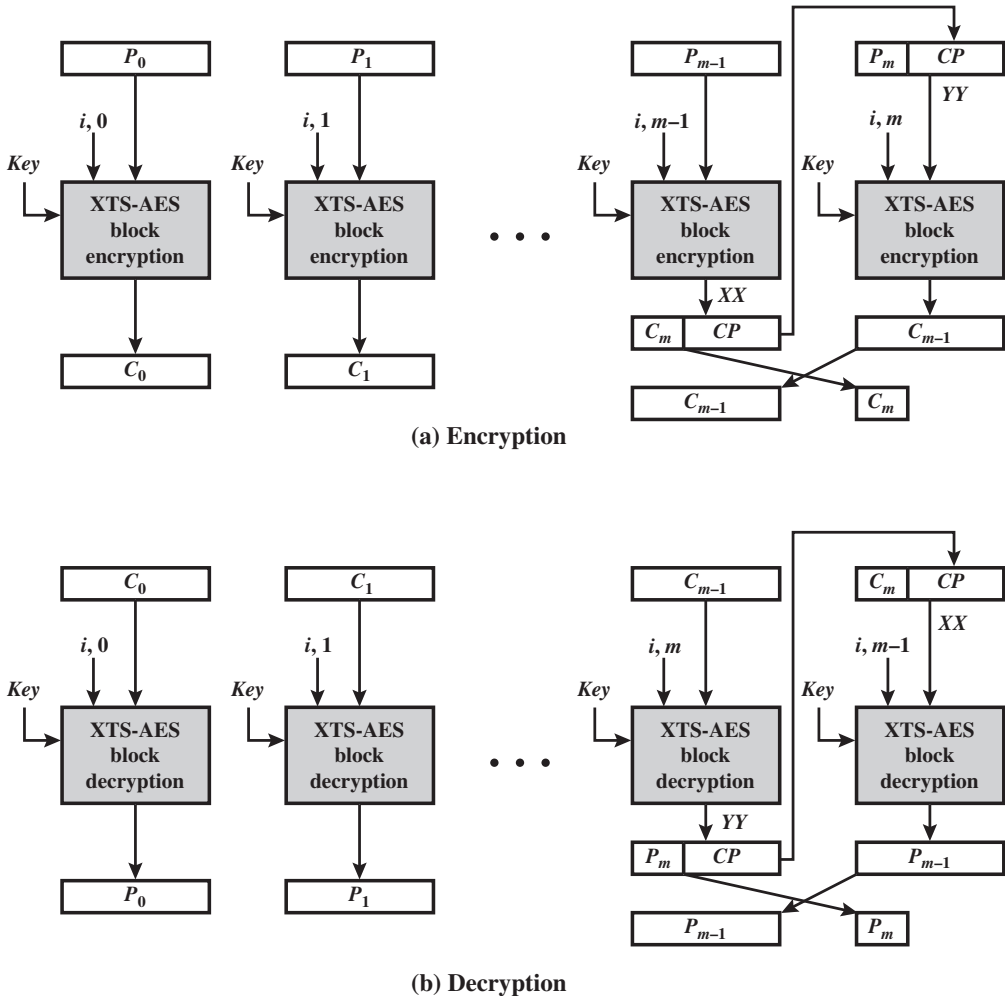 P₀
P₁
Pₘ₋₁
Pₘ CP
YY
i, 0
i, 1
i, m−1
i, m
Key
Key
Key
Key
XTS-AES
block
encryption
XTS-AES
block
encryption
• • •
XTS-AES
block
encryption
XTS-AES
block
encryption
XX
Cₘ CP
Cₘ₋₁
C₀
C₁
Cₘ₋₁
Cₘ
(a) Encryption
C₀
C₁
Cₘ₋₁
Cₘ CP
XX
i, 0
i, 1
i, m
i, m−1
Key
Key
Key
Key
XTS-AES
block
decryption
XTS-AES
block
decryption
• • •
XTS-AES
block
decryption
XTS-AES
block
decryption
YY
Pₘ CP
Pₘ₋₁
P₀
P₁
Pₘ₋₁
Pₘ
(b) Decryption